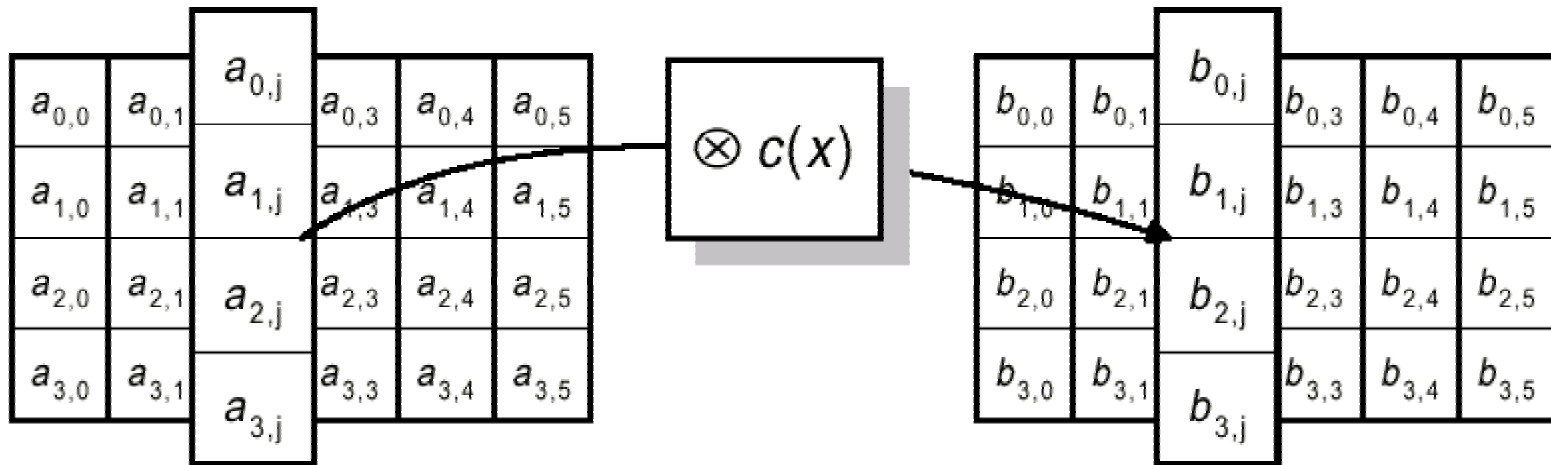 a0,j b0,j
a0,0 a0,1 a0,3 a0,4 a0,5 ⊗ c(x) b0,0 b0,1 b0,3 b0,4 b0,5
a1,j b1,j
a1,0 a1,1 a1,3 a1,4 a1,5 b1,0 b1,1 b1,3 b1,4 b1,5
a2,j b2,j
a2,0 a2,1 a2,3 a2,4 a2,5 b2,0 b2,1 b2,3 b2,4 b2,5
a3,0 a3,1 a3,3 a3,4 a3,5 b3,0 b3,1 b3,3 b3,4 b3,5
a3,j b3,j